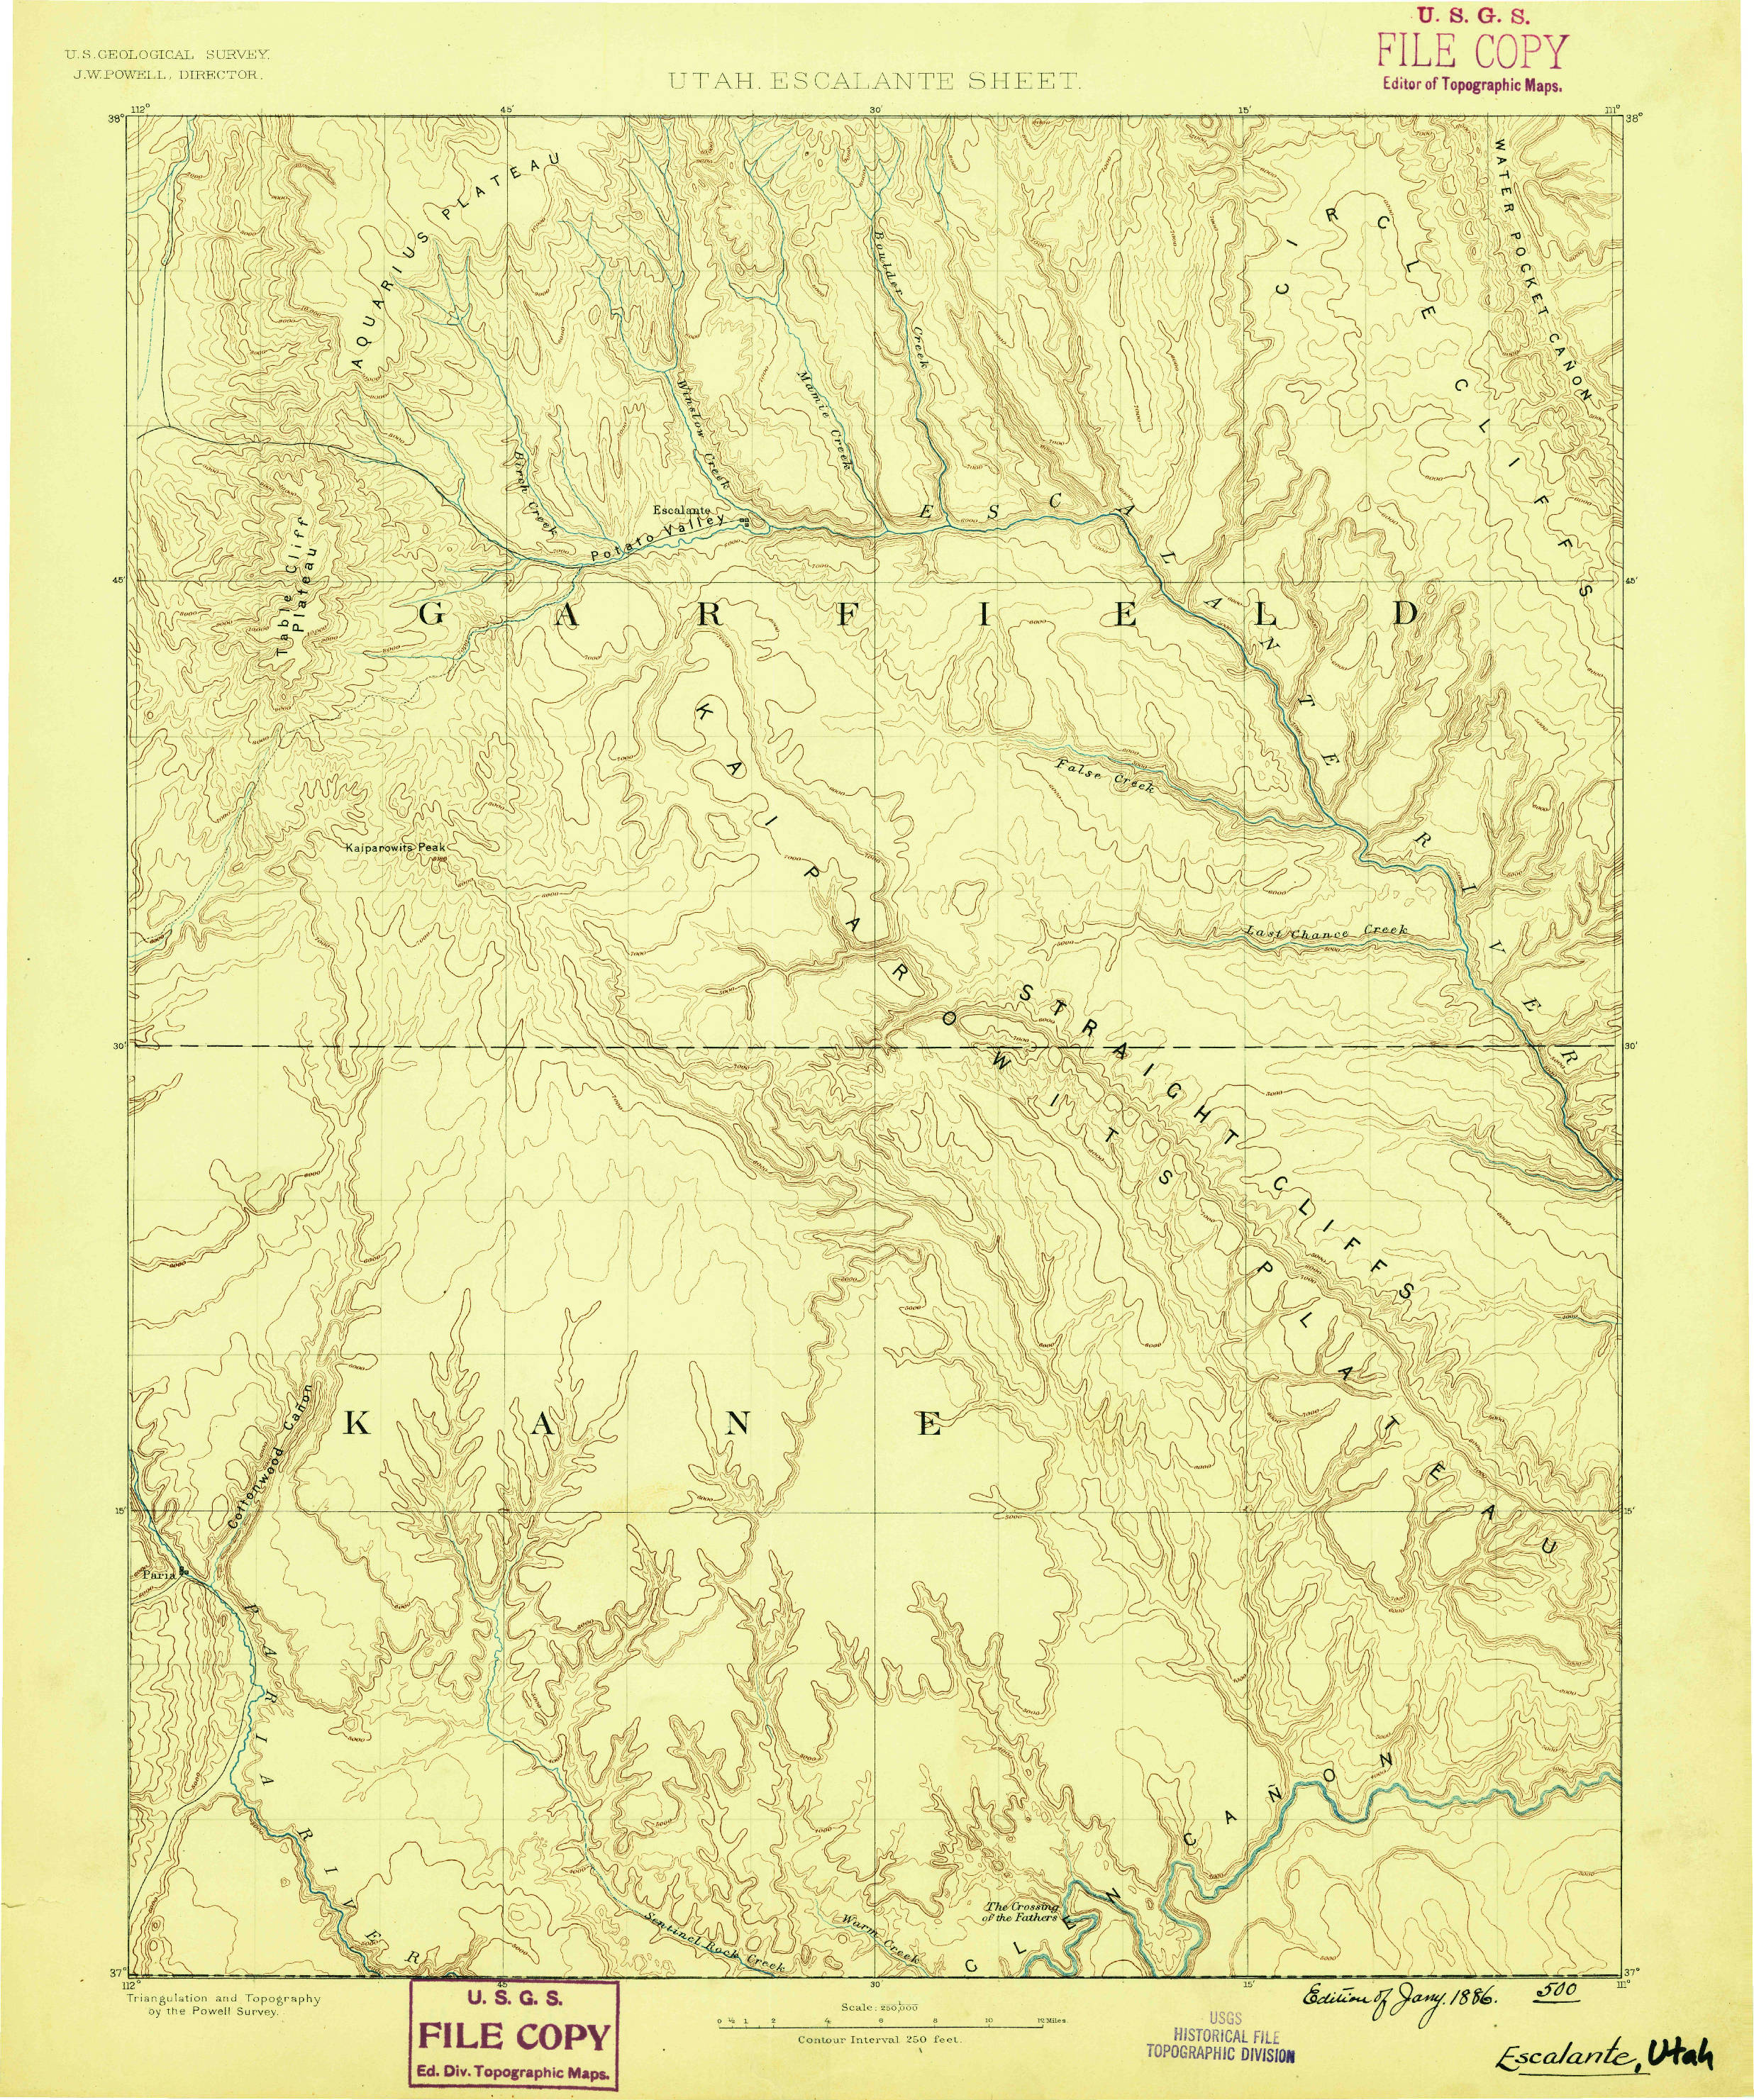 U.S. GEOLOGICAL SURVEY.
J.W. POWELL, DIRECTOR.
UTAH. ESCALANTE SHEET.
U. S. G. S.
FILE COPY
Editor of Topographic Maps.
112°
45'
30'
15'
111°
38°
38°
AQUARIUS PLATEAU
WATER POCKET CAÑON
CIRCLE CLIFFS
Boulder Creek
Winslow Creek
Mamie Creek
Birch Creek
Escalante
Potato Valley
ESCALANTE RIVER
Table Cliff
Plateau
45'
45'
GARFIELD
KAIPAROWITS PLATEAU
False Creek
Kaiparowits Peak
Last Chance Creek
STRAIGHT CLIFFS
30'
30'
KANE
Cottonwood Cañon
15'
15'
Paria
PARIA RIVER
GLEN CAÑON
The Crossing
of the Fathers
Sentinel Rock Creek
Warm Creek
37°
37°
112°
45'
30'
15'
111°
Triangulation and Topography
by the Powell Survey.
U. S. G. S.
FILE COPY
Ed. Div. Topographic Maps.
Scale: 250,000
0 ½ 1 2 4 6 8 10 12 Miles.
Contour Interval 250 feet.
USGS
HISTORICAL FILE
TOPOGRAPHIC DIVISION
Edition of Jany. 1886.
500
Escalante, Utah